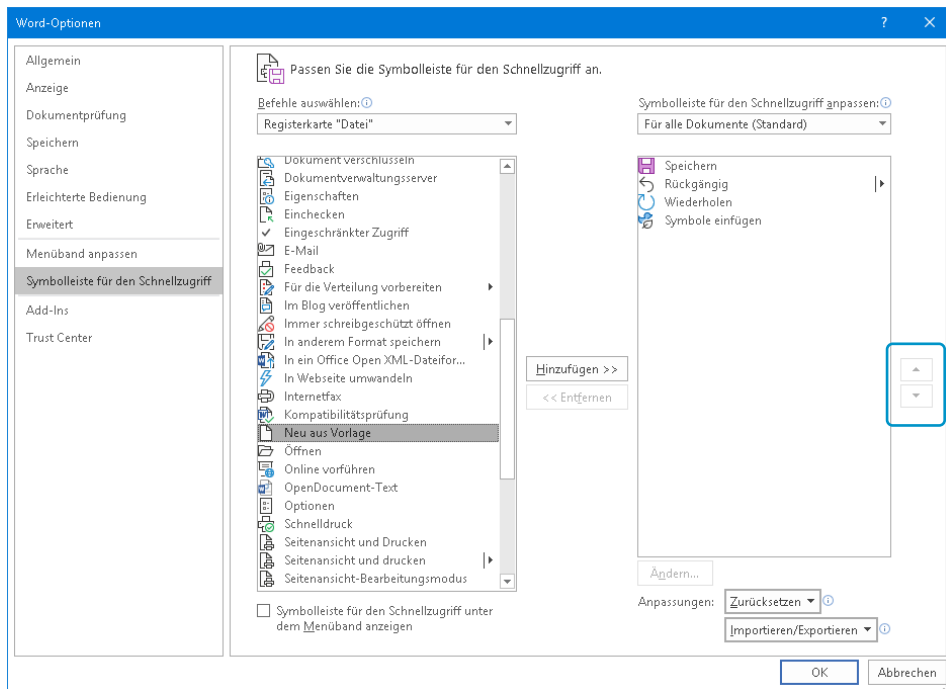 Word-Optionen
Allgemein
Anzeige
Dokumentprüfung
Speichern
Sprache
Erleichterte Bedienung
Erweitert
Menüband anpassen
Symbolleiste für den Schnellzugriff
Add-Ins
Trust Center
Passen Sie die Symbolleiste für den Schnellzugriff an.
Befehle auswählen:
Registerkarte "Datei"
Dokument verschlüsseln
Dokumentverwaltungsserver
Eigenschaften
Einchecken
Eingeschränkter Zugriff
E-Mail
Feedback
Für die Verteilung vorbereiten
Im Blog veröffentlichen
Immer schreibgeschützt öffnen
In anderem Format speichern
In ein Office Open XML-Dateifor...
In Webseite umwandeln
Internetfax
Kompatibilitätsprüfung
Neu aus Vorlage
Öffnen
Online vorführen
OpenDocument-Text
Optionen
Schnelldruck
Seitenansicht und Drucken
Seitenansicht und drucken
Seitenansicht-Bearbeitungsmodus
Symbolleiste für den Schnellzugriff unter
dem Menüband anzeigen
Hinzufügen >>
<< Entfernen
Symbolleiste für den Schnellzugriff anpassen:
Für alle Dokumente (Standard)
Speichern
Rückgängig
Wiederholen
Symbole einfügen
Ändern...
Anpassungen:
Zurücksetzen
Importieren/Exportieren
OK
Abbrechen